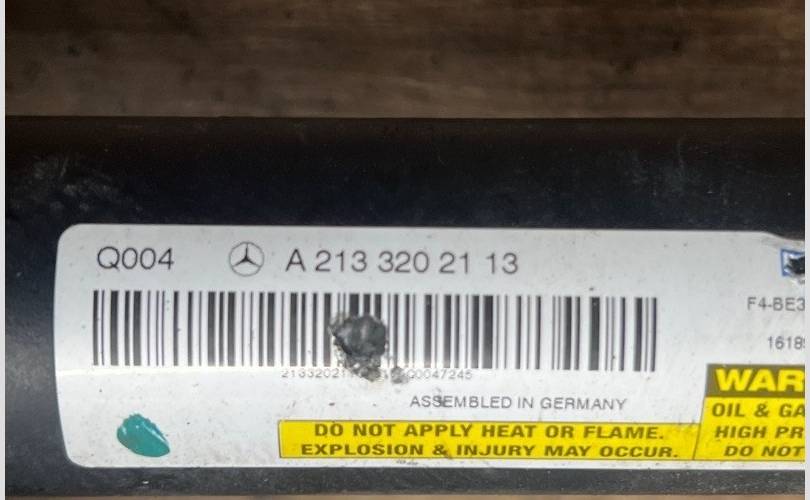 Q004 A 213 320 21 13
F4-BE3
1618
ASSEMBLED IN GERMANY
DO NOT APPLY HEAT OR FLAME.
EXPLOSION & INJURY MAY OCCUR.
WAR
OIL & GA
HIGH PR
DO NOT